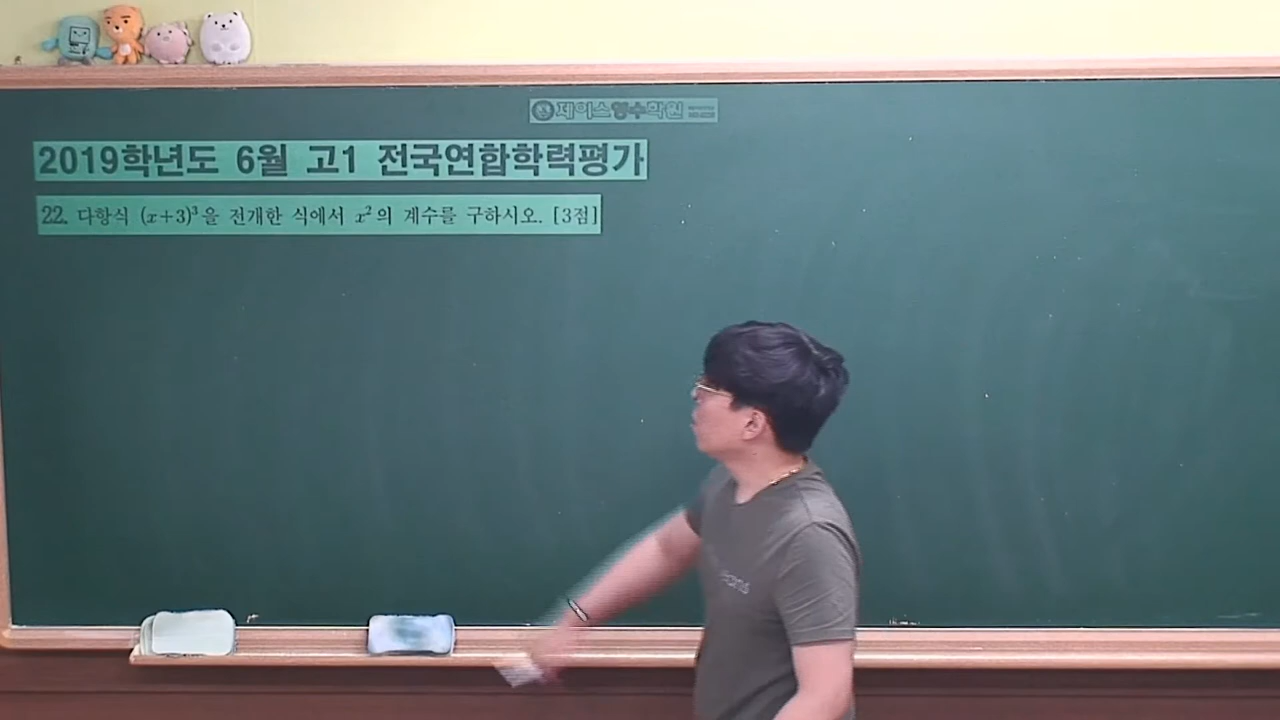 제이스영수학원
2019학년도 6월 고1 전국연합학력평가
22. 다항식 (x+3)³을 전개한 식에서 x²의 계수를 구하시오. [3점]